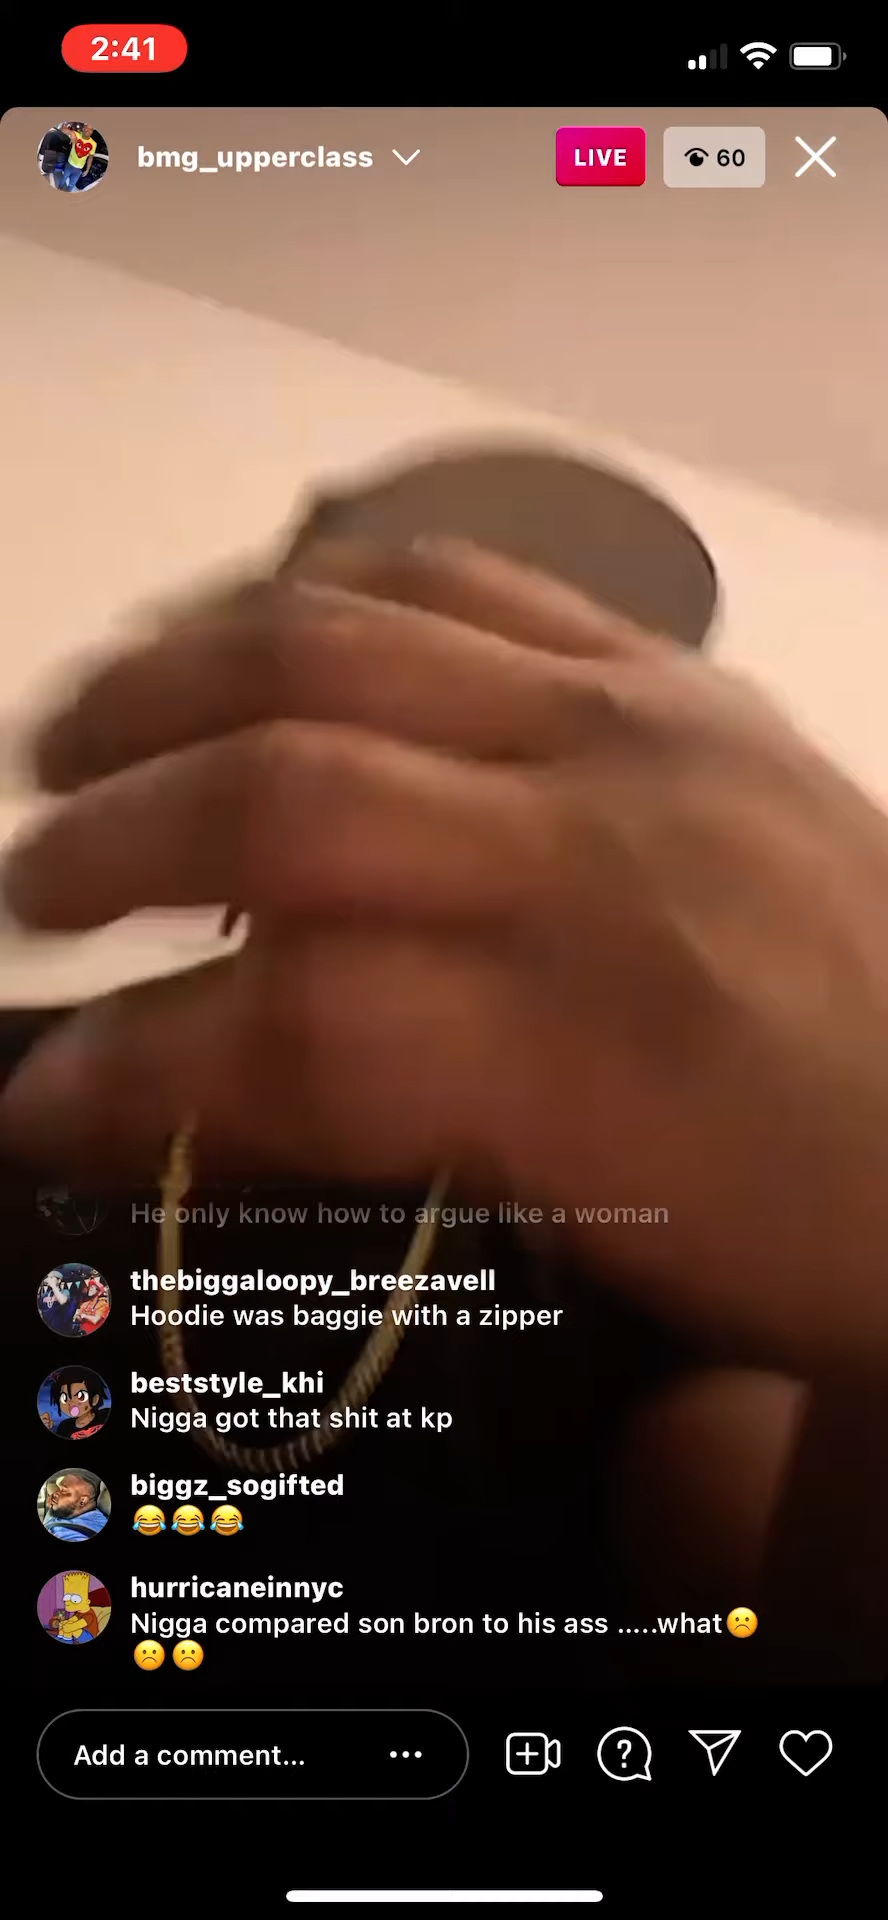 2:41
bmg_upperclass
LIVE
60
He only know how to argue like a woman
thebiggaloopy_breezavell
Hoodie was baggie with a zipper
beststyle_khi
Nigga got that shit at kp
biggz_sogifted
😂😂😂
hurricaneinnyc
Nigga compared son bron to his ass .....what☹️
☹️☹️
Add a comment...